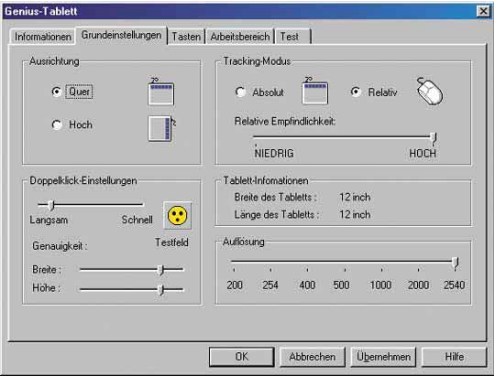 Genius-Tablett
Informationen Grundeinstellungen Tasten Arbeitsbereich Test
Ausrichtung
Quer
Hoch
Tracking-Modus
Absolut Relativ
Relative Empfindlichkeit:
NIEDRIG HOCH
Doppelklick-Einstellungen
Langsam Schnell
Testfeld
Genauigkeit :
Breite :
Höhe :
Tablett-Infomationen
Breite des Tabletts : 12 inch
Länge des Tabletts : 12 inch
Auflösung
200 254 400 500 1000 2000 2540
OK Abbrechen Übernehmen Hilfe